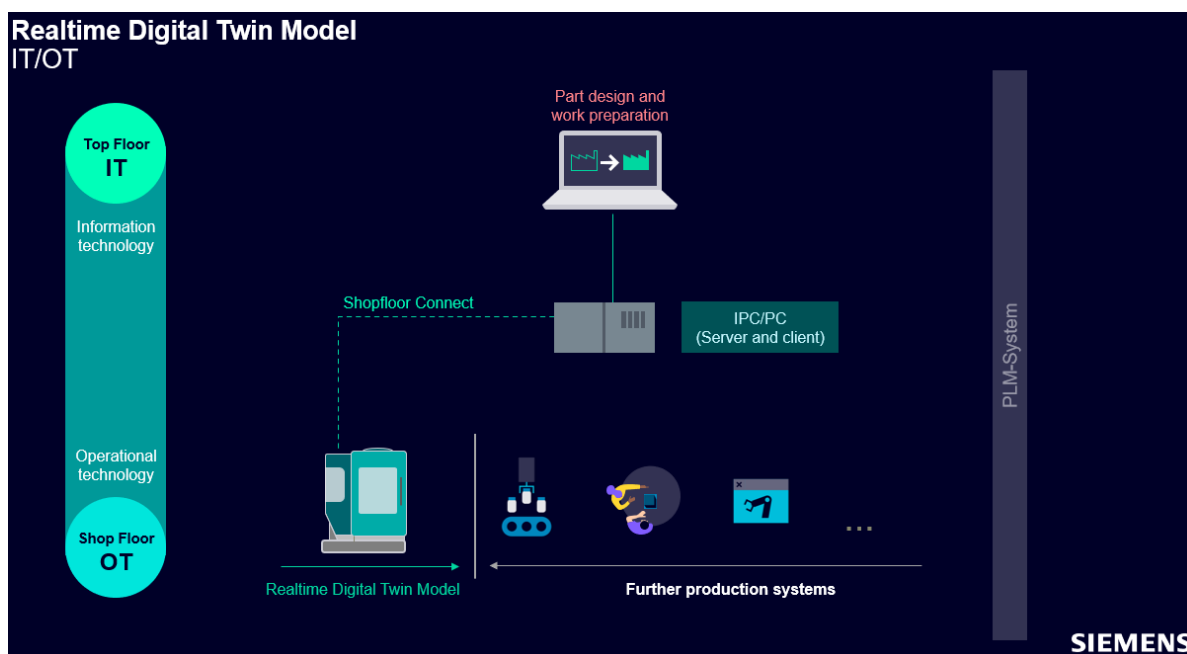 Realtime Digital Twin Model
IT/OT
Part design and
work preparation
Top Floor
IT
Information
technology
Shopfloor Connect
IPC/PC
(Server and client)
PLM-System
Operational
technology
Shop Floor
OT
...
Realtime Digital Twin Model
Further production systems
SIEMENS